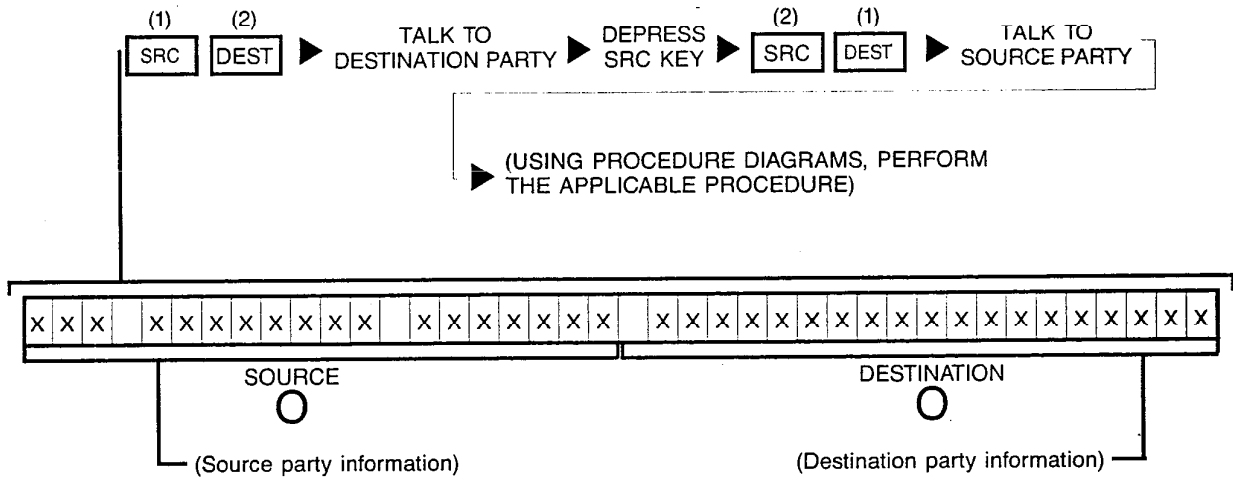 (1) (2) (2) (1)
SRC DEST TALK TO DESTINATION PARTY DEPRESS SRC KEY SRC DEST TALK TO SOURCE PARTY
(USING PROCEDURE DIAGRAMS, PERFORM
THE APPLICABLE PROCEDURE)
X X X X X X X X X X X X X X X X X X X X X X X X X X X X X X X X X X X X X
SOURCE DESTINATION
O O
(Source party information) (Destination party information)